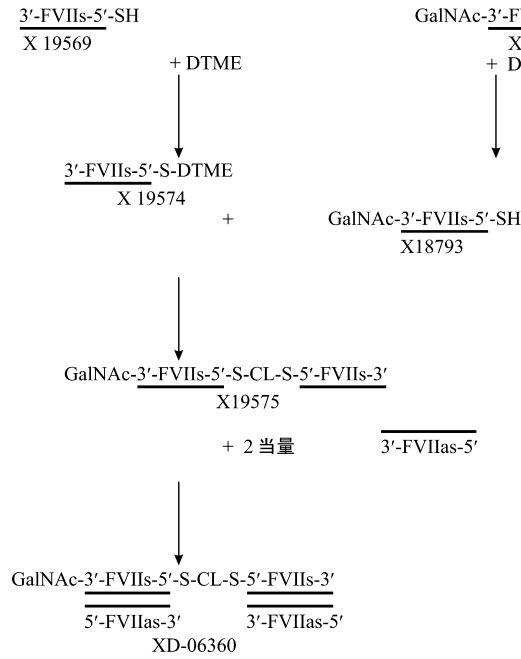 3′-FVIIs-5′-SH
GalNAc-3′-F
X 19569
X
+ DTME
+ D
3′-FVIIs-5′-S-DTME
X 19574
+
GalNAc-3′-FVIIs-5′-SH
X18793
GalNAc-3′-FVIIs-5′-S-CL-S-5′-FVIIs-3′
X19575
+ 2 当量
3′-FVIIas-5′
GalNAc-3′-FVIIs-5′-S-CL-S-5′-FVIIs-3′
5′-FVIIas-3′
3′-FVIIas-5′
XD-06360